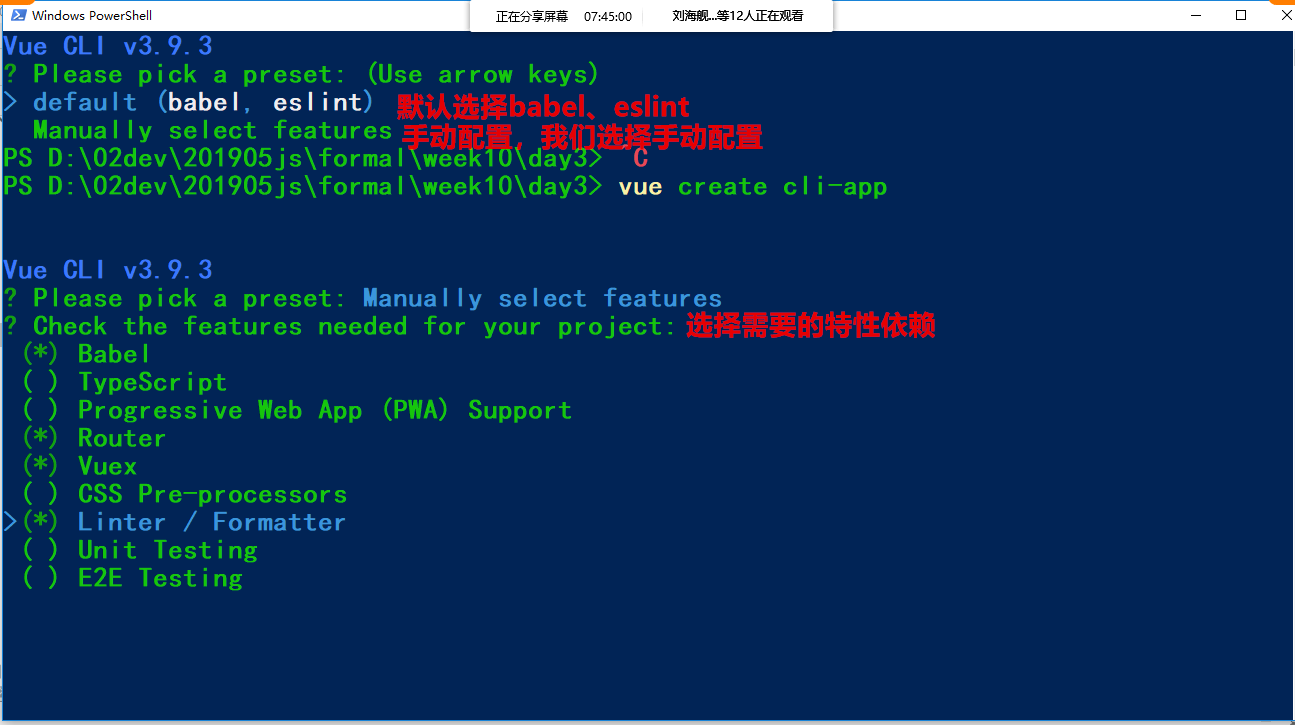 Windows PowerShell
正在分享屏幕 07:45:00 刘海舰...等12人正在观看
Vue CLI v3.9.3
? Please pick a preset: (Use arrow keys)
> default (babel, eslint) 默认选择babel、eslint
Manually select features 手动配置，我们选择手动配置
PS D:\02dev\201905js\formal\week10\day3> ^C
PS D:\02dev\201905js\formal\week10\day3> vue create cli-app
Vue CLI v3.9.3
? Please pick a preset: Manually select features
? Check the features needed for your project: 选择需要的特性依赖
(*) Babel
( ) TypeScript
( ) Progressive Web App (PWA) Support
(*) Router
(*) Vuex
( ) CSS Pre-processors
>(*) Linter / Formatter
( ) Unit Testing
( ) E2E Testing